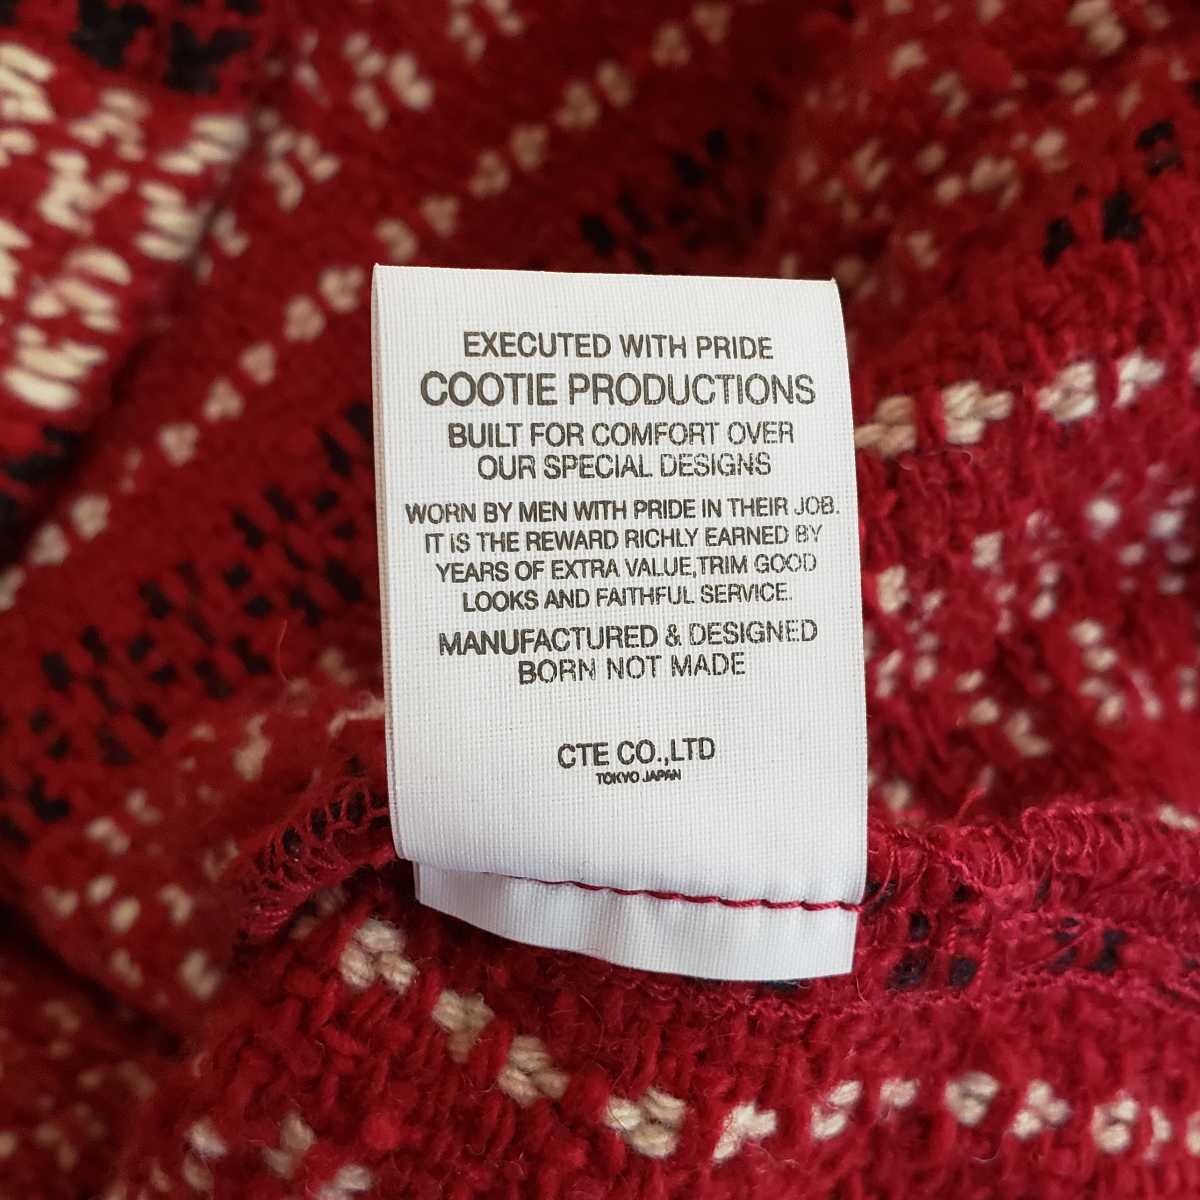 EXECUTED WITH PRIDE
COOTIE PRODUCTIONS
BUILT FOR COMFORT OVER
OUR SPECIAL DESIGNS
WORN BY MEN WITH PRIDE IN THEIR JOB.
IT IS THE REWARD RICHLY EARNED BY
YEARS OF EXTRA VALUE,TRIM GOOD
LOOKS AND FAITHFUL SERVICE.
MANUFACTURED & DESIGNED
BORN NOT MADE
CTE CO.,LTD
TOKYO JAPAN